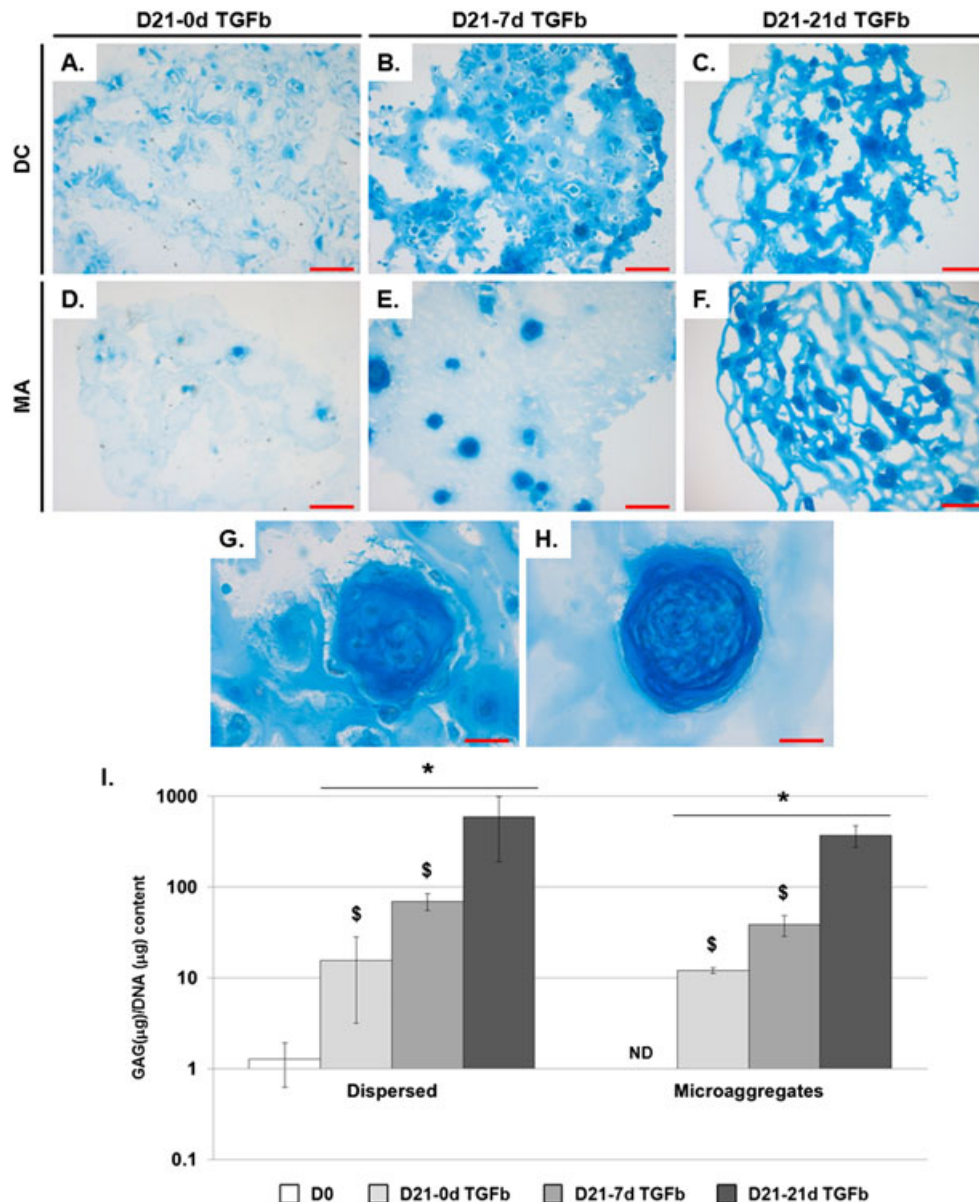 D21-0d TGFb D21-7d TGFb D21-21d TGFb
DC
A. B. C.
MA
D. E. F.
G. H.
I.
GAG(µg)/DNA (µg) content
1000
100
10
1
0.1
* *
$ $ $ $
ND
Dispersed Microaggregates
D0 D21-0d TGFb D21-7d TGFb D21-21d TGFb